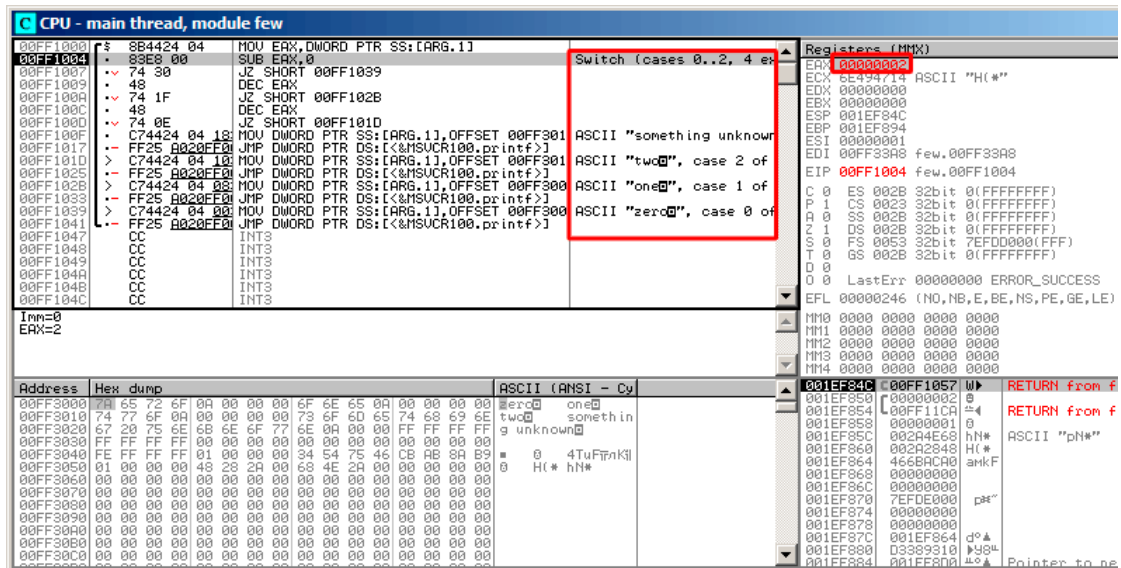 C CPU - main thread, module few
00FF1000 8B4424 04 MOV EAX,DWORD PTR SS:[ARG.1]
00FF1004 83E8 00 SUB EAX,0 Switch (cases 0..2, 4 ex
00FF1007 74 30 JZ SHORT 00FF1039
00FF1009 48 DEC EAX
00FF100A 74 1F JZ SHORT 00FF102B
00FF100C 48 DEC EAX
00FF100D 74 0E JZ SHORT 00FF101D
00FF100F C74424 04 18 MOV DWORD PTR SS:[ARG.1],OFFSET 00FF301 ASCII "something unknown
00FF1017 FF25 A020FF0 JMP DWORD PTR DS:[<&MSVCR100.printf>]
00FF101D C74424 04 10 MOV DWORD PTR SS:[ARG.1],OFFSET 00FF301 ASCII "two◙", case 2 of
00FF1025 FF25 A020FF0 JMP DWORD PTR DS:[<&MSVCR100.printf>]
00FF102B C74424 04 08 MOV DWORD PTR SS:[ARG.1],OFFSET 00FF300 ASCII "one◙", case 1 of
00FF1033 FF25 A020FF0 JMP DWORD PTR DS:[<&MSVCR100.printf>]
00FF1039 > C74424 04 00 MOV DWORD PTR SS:[ARG.1],OFFSET 00FF300 ASCII "zero◙", case 0 of
00FF1041 FF25 A020FF0 JMP DWORD PTR DS:[<&MSVCR100.printf>]
00FF1047 CC INT3
00FF1048 CC INT3
00FF1049 CC INT3
00FF104A CC INT3
00FF104B CC INT3
00FF104C CC INT3
Imm=0
EAX=2
Registers (MMX)
EAX 00000002
ECX 6E494714 ASCII "H(*"
EDX 00000000
EBX 00000000
ESP 001EF84C
EBP 001EF894
ESI 00000001
EDI 00FF33A8 few.00FF33A8
EIP 00FF1004 few.00FF1004
C 0 ES 002B 32bit 0(FFFFFFFF)
P 1 CS 0023 32bit 0(FFFFFFFF)
A 0 SS 002B 32bit 0(FFFFFFFF)
Z 1 DS 002B 32bit 0(FFFFFFFF)
S 0 FS 0053 32bit 7EFDD000(FFF)
T 0 GS 002B 32bit 0(FFFFFFFF)
D 0
O 0 LastErr 00000000 ERROR_SUCCESS
EFL 00000246 (NO,NB,E,BE,NS,PE,GE,LE)
MM0 0000 0000 0000 0000
MM1 0000 0000 0000 0000
MM2 0000 0000 0000 0000
MM3 0000 0000 0000 0000
MM4 0000 0000 0000 0000
Address Hex dump ASCII (ANSI - Cy
00FF3000 7A 65 72 6F 0A 00 00 00 6F 6E 65 0A 00 00 00 00 zero◙ one◙
00FF3010 74 77 6F 0A 00 00 00 00 73 6F 6D 65 74 68 69 6E two◙ somethin
00FF3020 67 20 75 6E 6B 6E 6F 77 6E 0A 00 00 FF FF FF FF g unknown◙
00FF3030 FF FF FF FF 00 00 00 00 00 00 00 00 00 00 00 00
00FF3040 FE FF FF FF 01 00 00 00 34 54 75 46 CB AB 8A B9 4TuF
00FF3050 01 00 00 00 48 28 2A 00 68 4E 2A 00 00 00 00 00 H(* hN*
00FF3060 00 00 00 00 00 00 00 00 00 00 00 00 00 00 00 00
00FF3070 00 00 00 00 00 00 00 00 00 00 00 00 00 00 00 00
00FF3080 00 00 00 00 00 00 00 00 00 00 00 00 00 00 00 00
00FF3090 00 00 00 00 00 00 00 00 00 00 00 00 00 00 00 00
00FF30A0 00 00 00 00 00 00 00 00 00 00 00 00 00 00 00 00
00FF30B0 00 00 00 00 00 00 00 00 00 00 00 00 00 00 00 00
00FF30C0 00 00 00 00 00 00 00 00 00 00 00 00 00 00 00 00
001EF84C 00FF1057 W► RETURN from f
001EF850 00000002
001EF854 00FF11CA RETURN from f
001EF858 00000001
001EF85C 002A4E68 hN* ASCII "pN*"
001EF860 002A2848 H(*
001EF864 466BACA0 амkF
001EF868 00000000
001EF86C 00000000
001EF870 7EFDE000
001EF874 00000000
001EF878 00000000
001EF87C 001EF864
001EF880 D3389310
001EF884 001EF8D0 Pointer to ne